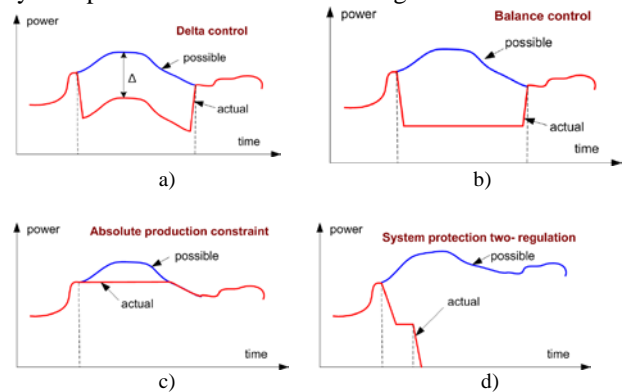 power
Delta control
possible
Δ
actual
time
a)
power
Balance control
possible
actual
time
b)
power
Absolute production constraint
possible
actual
time
c)
power
System protection two- regulation
possible
actual
time
d)